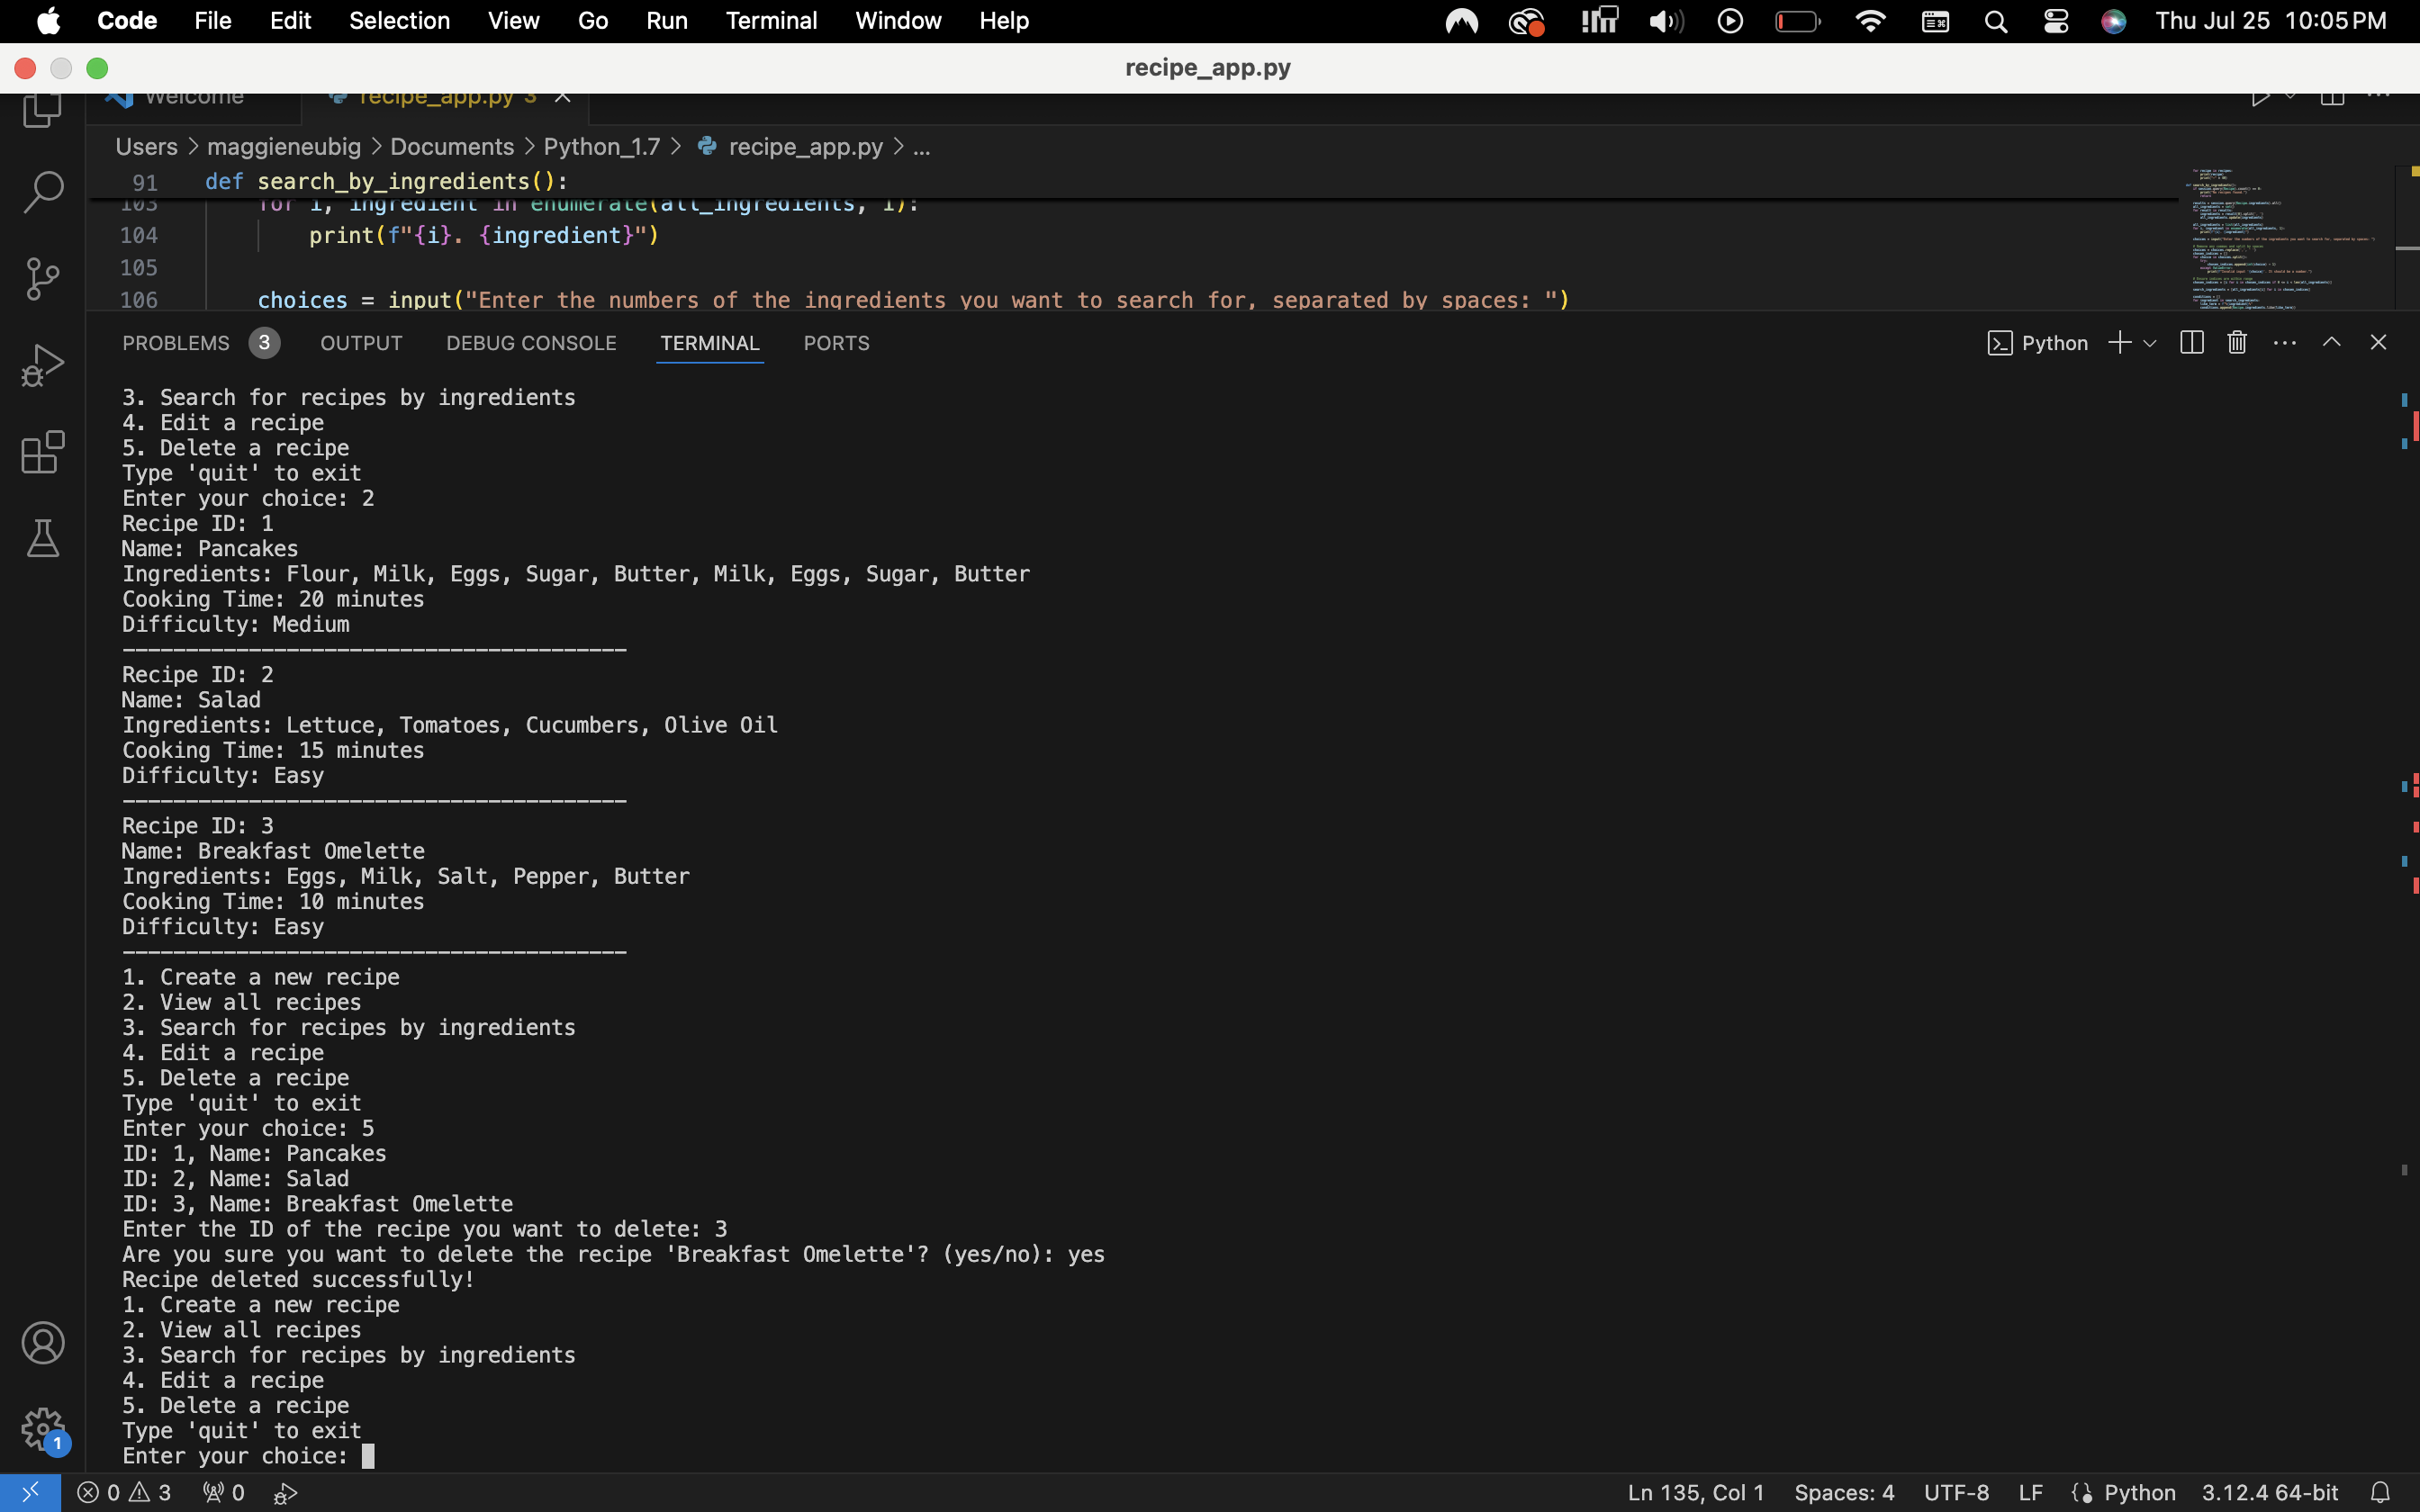 Code File Edit Selection View Go Run Terminal Window Help Thu Jul 25 10:05 PM
recipe_app.py
Welcome recipe_app.py 3
Users > maggieneubig > Documents > Python_1.7 > recipe_app.py > ...
91 def search_by_ingredients():
103 for i, ingredient in enumerate(all_ingredients, 1):
104 print(f"{i}. {ingredient}")
105
106 choices = input("Enter the numbers of the ingredients you want to search for, separated by spaces: ")
PROBLEMS 3 OUTPUT DEBUG CONSOLE TERMINAL PORTS Python
3. Search for recipes by ingredients
4. Edit a recipe
5. Delete a recipe
Type 'quit' to exit
Enter your choice: 2
Recipe ID: 1
Name: Pancakes
Ingredients: Flour, Milk, Eggs, Sugar, Butter, Milk, Eggs, Sugar, Butter
Cooking Time: 20 minutes
Difficulty: Medium
----------------------------------------
Recipe ID: 2
Name: Salad
Ingredients: Lettuce, Tomatoes, Cucumbers, Olive Oil
Cooking Time: 15 minutes
Difficulty: Easy
----------------------------------------
Recipe ID: 3
Name: Breakfast Omelette
Ingredients: Eggs, Milk, Salt, Pepper, Butter
Cooking Time: 10 minutes
Difficulty: Easy
----------------------------------------
1. Create a new recipe
2. View all recipes
3. Search for recipes by ingredients
4. Edit a recipe
5. Delete a recipe
Type 'quit' to exit
Enter your choice: 5
ID: 1, Name: Pancakes
ID: 2, Name: Salad
ID: 3, Name: Breakfast Omelette
Enter the ID of the recipe you want to delete: 3
Are you sure you want to delete the recipe 'Breakfast Omelette'? (yes/no): yes
Recipe deleted successfully!
1. Create a new recipe
2. View all recipes
3. Search for recipes by ingredients
4. Edit a recipe
5. Delete a recipe
Type 'quit' to exit
Enter your choice:
1
0 3 0 Ln 135, Col 1 Spaces: 4 UTF-8 LF Python 3.12.4 64-bit